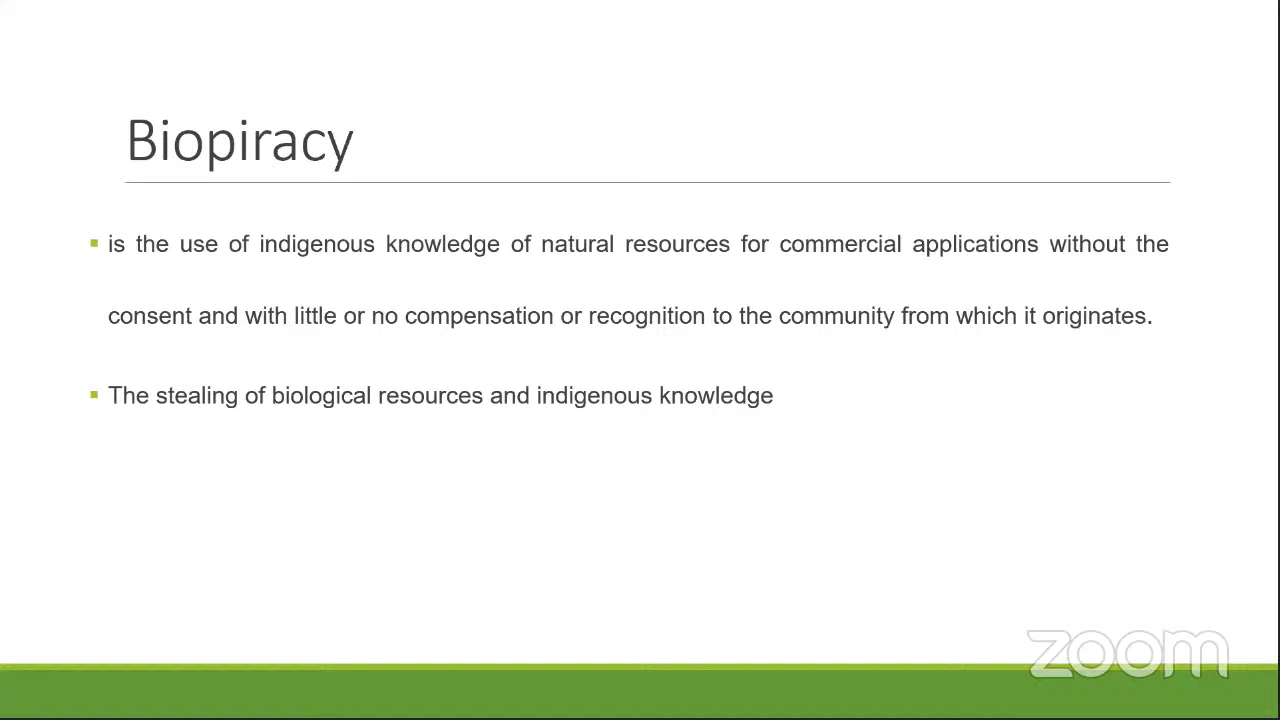 Biopiracy
▪ is the use of indigenous knowledge of natural resources for commercial applications without the
consent and with little or no compensation or recognition to the community from which it originates.
▪ The stealing of biological resources and indigenous knowledge
zoom